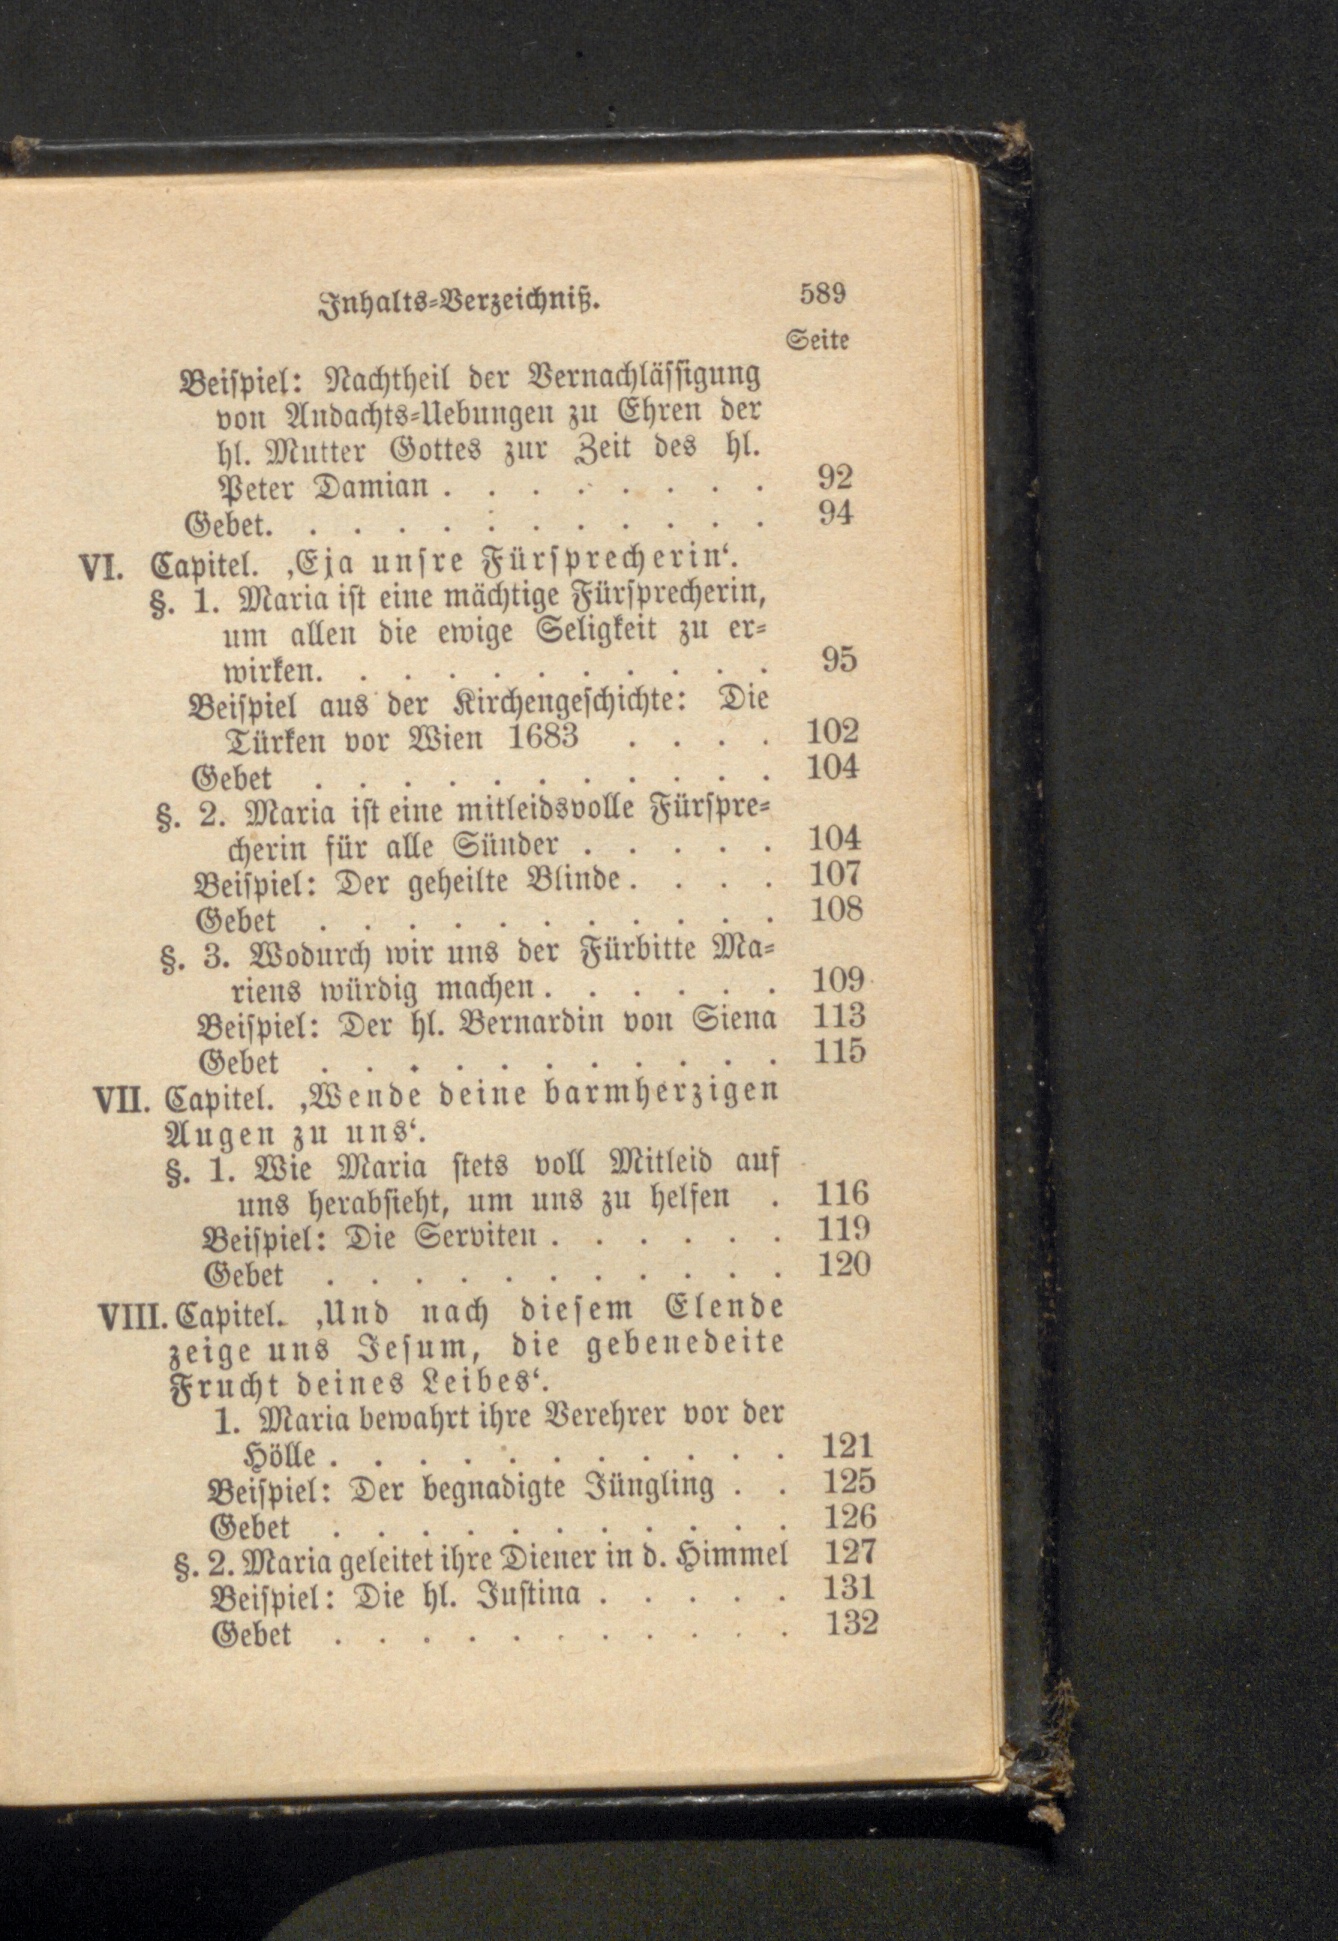 Inhalts-Verzeichniß. 589
Seite
Beispiel: Nachtheil der Vernachlässigung
von Andachts-Uebungen zu Ehren der
hl. Mutter Gottes zur Zeit des hl.
Peter Damian . . . . . . . . 92
Gebet. . . . . . . . . . . . 94
VI. Capitel. ‚Eja unsre Fürsprecherin‘.
§. 1. Maria ist eine mächtige Fürsprecherin,
um allen die ewige Seligkeit zu er-
wirken. . . . . . . . . . . 95
Beispiel aus der Kirchengeschichte: Die
Türken vor Wien 1683 . . . . 102
Gebet . . . . . . . . . . . 104
§. 2. Maria ist eine mitleidsvolle Fürspre-
cherin für alle Sünder . . . . . 104
Beispiel: Der geheilte Blinde. . . . 107
Gebet . . . . . . . . . . . 108
§. 3. Wodurch wir uns der Fürbitte Ma-
riens würdig machen . . . . . . 109
Beispiel: Der hl. Bernardin von Siena 113
Gebet . . . . . . . . . . . 115
VII. Capitel. ‚Wende deine barmherzigen
Augen zu uns‘.
§. 1. Wie Maria stets voll Mitleid auf
uns herabsieht, um uns zu helfen . 116
Beispiel: Die Serviten . . . . . . 119
Gebet . . . . . . . . . . . 120
VIII. Capitel. ‚Und nach diesem Elende
zeige uns Jesum, die gebenedeite
Frucht deines Leibes‘.
1. Maria bewahrt ihre Verehrer vor der
Hölle . . . . . . . . . . . 121
Beispiel: Der begnadigte Jüngling . . 125
Gebet . . . . . . . . . . . 126
§. 2. Maria geleitet ihre Diener in d. Himmel 127
Beispiel: Die hl. Justina . . . . . 131
Gebet . . . . . . . . . . . 132